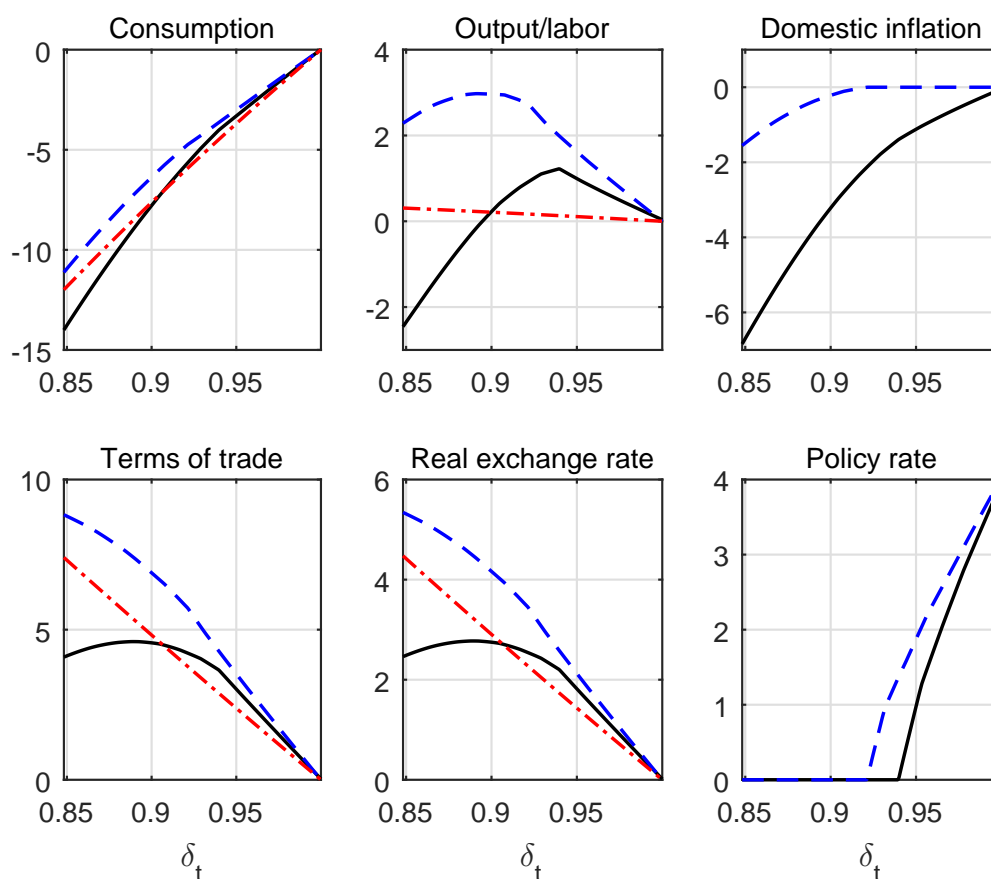 Consumption
0
-5
-10
-15
0.85 0.9 0.95
Output/labor
4
2
0
-2
0.85 0.9 0.95
Domestic inflation
0
-2
-4
-6
0.85 0.9 0.95
Terms of trade
10
5
0
0.85 0.9 0.95
δt
Real exchange rate
6
4
2
0
0.85 0.9 0.95
δt
Policy rate
4
3
2
1
0
0.85 0.9 0.95
δt